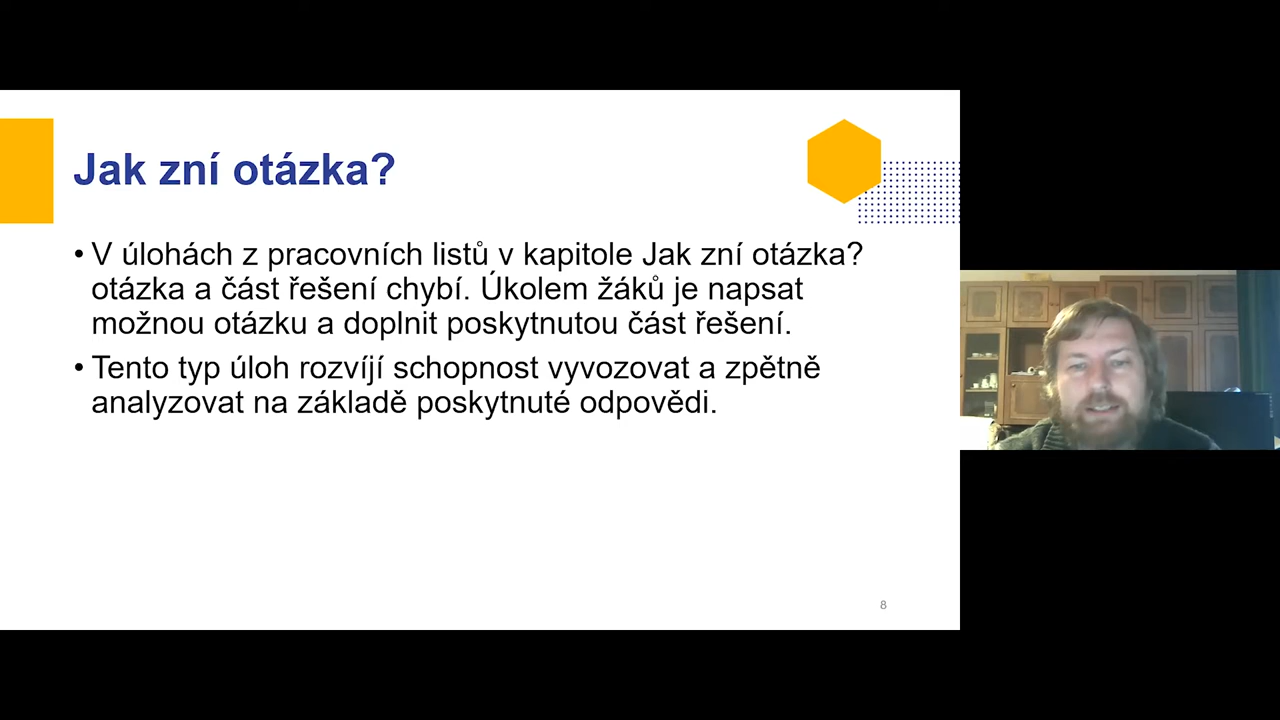 Jak zní otázka?
• V úlohách z pracovních listů v kapitole Jak zní otázka?
otázka a část řešení chybí. Úkolem žáků je napsat
možnou otázku a doplnit poskytnutou část řešení.
• Tento typ úloh rozvíjí schopnost vyvozovat a zpětně
analyzovat na základě poskytnuté odpovědi.
8